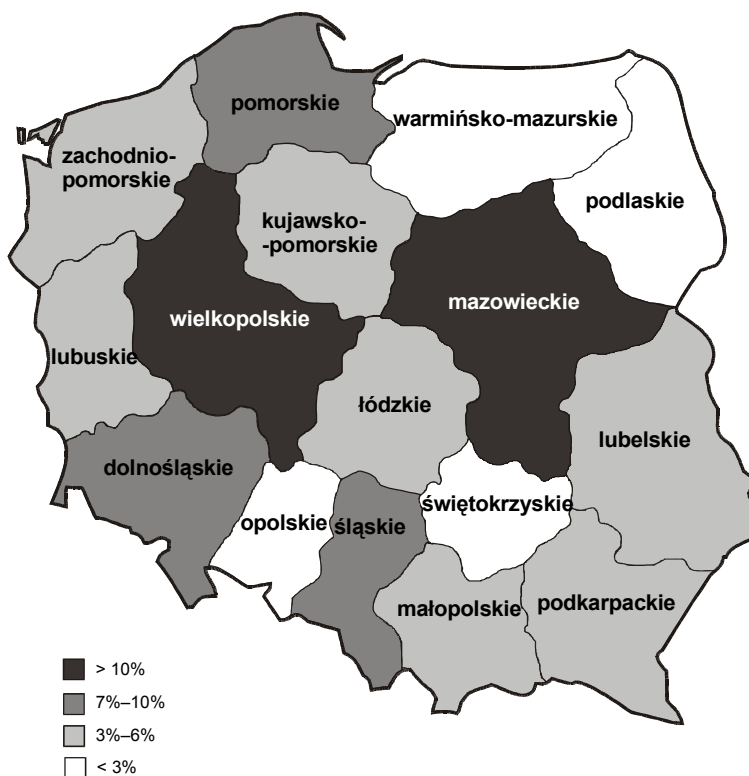 pomorskie
warmińsko-mazurskie
zachodnio-
pomorskie
podlaskie
kujawsko-
-pomorskie
mazowieckie
wielkopolskie
lubuskie
łódzkie
lubelskie
dolnośląskie
świętokrzyskie
opolskie
śląskie
małopolskie
podkarpackie
> 10%
7%–10%
3%–6%
< 3%